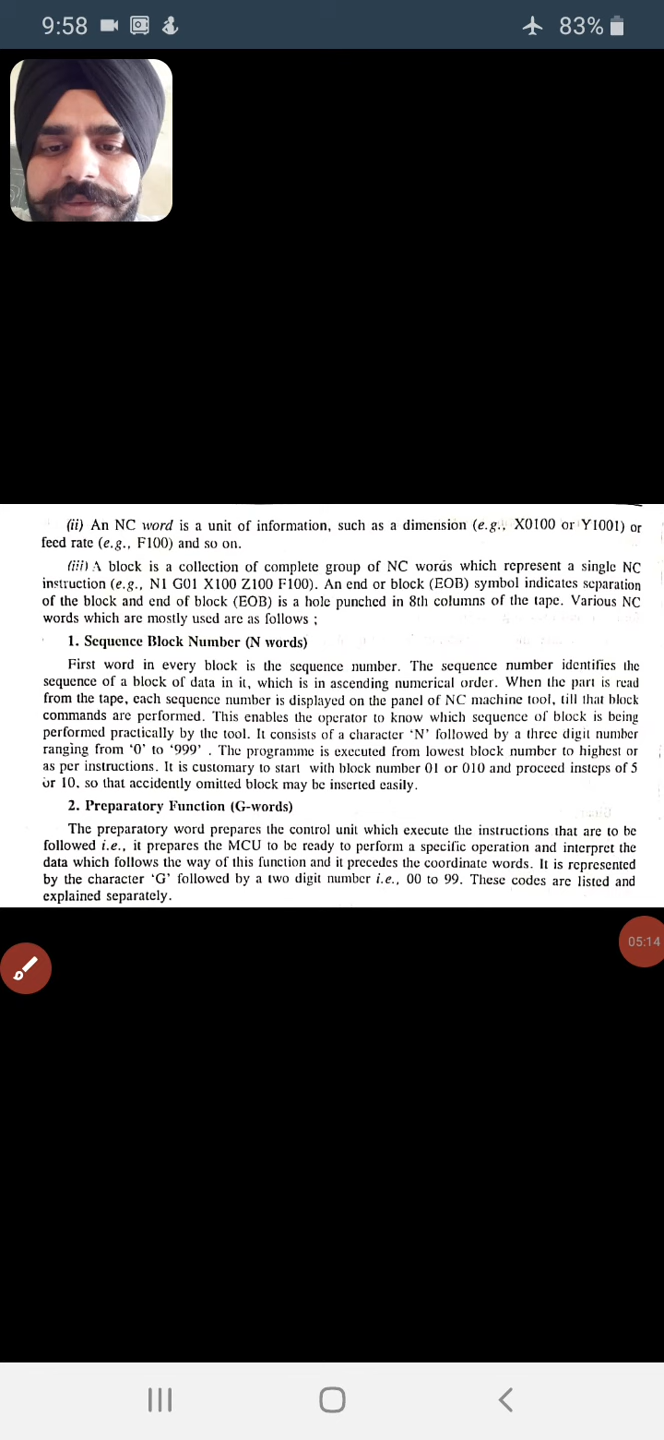 9:58
83%
(ii) An NC word is a unit of information, such as a dimension (e.g., X0100 or Y1001) or
feed rate (e.g., F100) and so on.
(iii) A block is a collection of complete group of NC words which represent a single NC
instruction (e.g., N1 G01 X100 Z100 F100). An end or block (EOB) symbol indicates separation
of the block and end of block (EOB) is a hole punched in 8th columns of the tape. Various NC
words which are mostly used are as follows ;
1. Sequence Block Number (N words)
First word in every block is the sequence number. The sequence number identifies the
sequence of a block of data in it, which is in ascending numerical order. When the part is read
from the tape, each sequence number is displayed on the panel of NC machine tool, till that block
commands are performed. This enables the operator to know which sequence of block is being
performed practically by the tool. It consists of a character 'N' followed by a three digit number
ranging from '0' to '999' . The programme is executed from lowest block number to highest or
as per instructions. It is customary to start with block number 01 or 010 and proceed insteps of 5
or 10, so that accidently omitted block may be inserted easily.
2. Preparatory Function (G-words)
The preparatory word prepares the control unit which execute the instructions that are to be
followed i.e., it prepares the MCU to be ready to perform a specific operation and interpret the
data which follows the way of this function and it precedes the coordinate words. It is represented
by the character 'G' followed by a two digit number i.e., 00 to 99. These codes are listed and
explained separately.
05:14